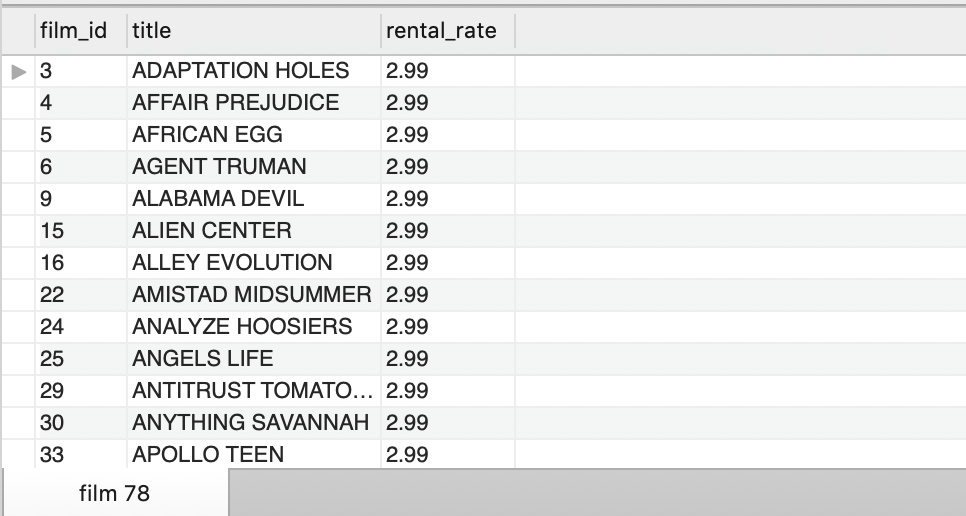 film_id title rental_rate
3 ADAPTATION HOLES 2.99
4 AFFAIR PREJUDICE 2.99
5 AFRICAN EGG 2.99
6 AGENT TRUMAN 2.99
9 ALABAMA DEVIL 2.99
15 ALIEN CENTER 2.99
16 ALLEY EVOLUTION 2.99
22 AMISTAD MIDSUMMER 2.99
24 ANALYZE HOOSIERS 2.99
25 ANGELS LIFE 2.99
29 ANTITRUST TOMATO… 2.99
30 ANYTHING SAVANNAH 2.99
33 APOLLO TEEN 2.99
film 78